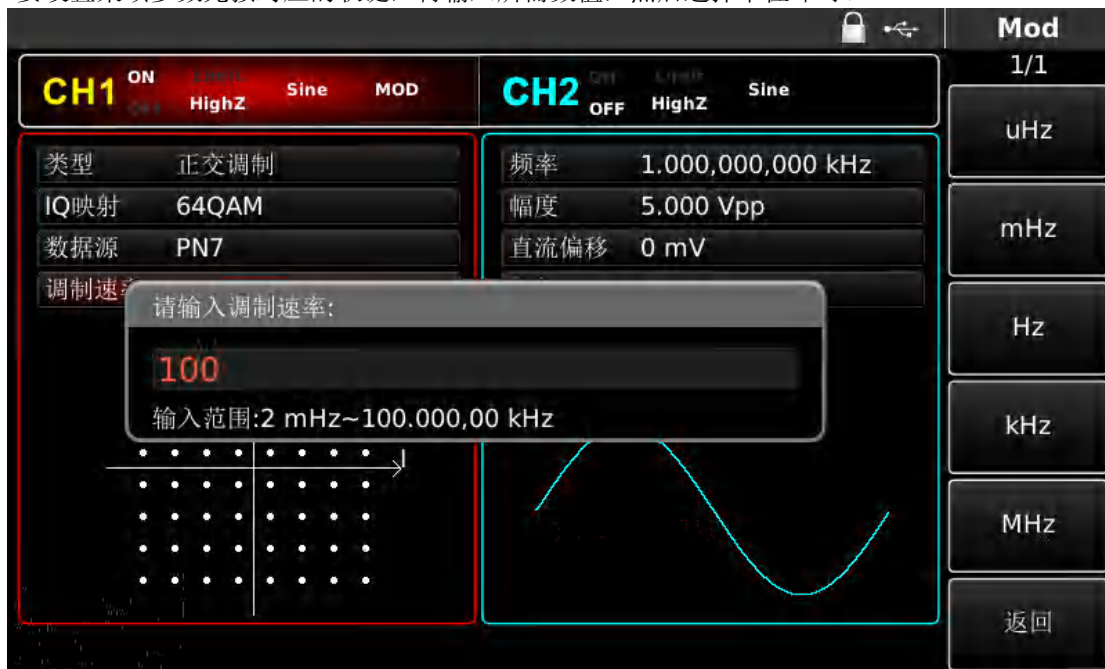 Mod
1/1
CH1 ON HighZ Sine MOD
CH2 OFF HighZ Sine
uHz
mHz
Hz
kHz
MHz
返回
类型 正交调制
IQ映射 64QAM
数据源 PN7
调制速率
频率 1.000,000,000 kHz
幅度 5.000 Vpp
直流偏移 0 mV
请输入调制速率:
100
输入范围:2 mHz~100.000,00 kHz
I